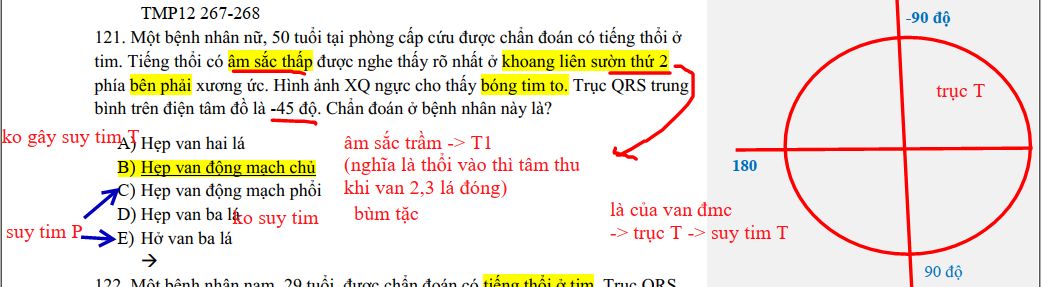 TMP12 267-268
-90 độ
121. Một bệnh nhân nữ, 50 tuổi tại phòng cấp cứu được chẩn đoán có tiếng thổi ở
tim. Tiếng thổi có âm sắc thấp được nghe thấy rõ nhất ở khoang liên sườn thứ 2
phía bên phải xương ức. Hình ảnh XQ ngực cho thấy bóng tim to. Trục QRS trung
trục T
bình trên điện tâm đồ là -45 độ. Chẩn đoán ở bệnh nhân này là?
ko gây suy tim T
A) Hẹp van hai lá
âm sắc trầm -> T1
B) Hẹp van động mạch chủ
(nghĩa là thổi vào thì tâm thu
180
C) Hẹp van động mạch phổi
khi van 2,3 lá đóng)
D) Hẹp van ba lá
ko suy tim
bùm tặc
là của van đmc
suy tim P
E) Hở van ba lá
-> trục T -> suy tim T
→
90 độ
122. Một bệnh nhân nam, 29 tuổi, được chẩn đoán có tiếng thổi ở tim. Trục QRS